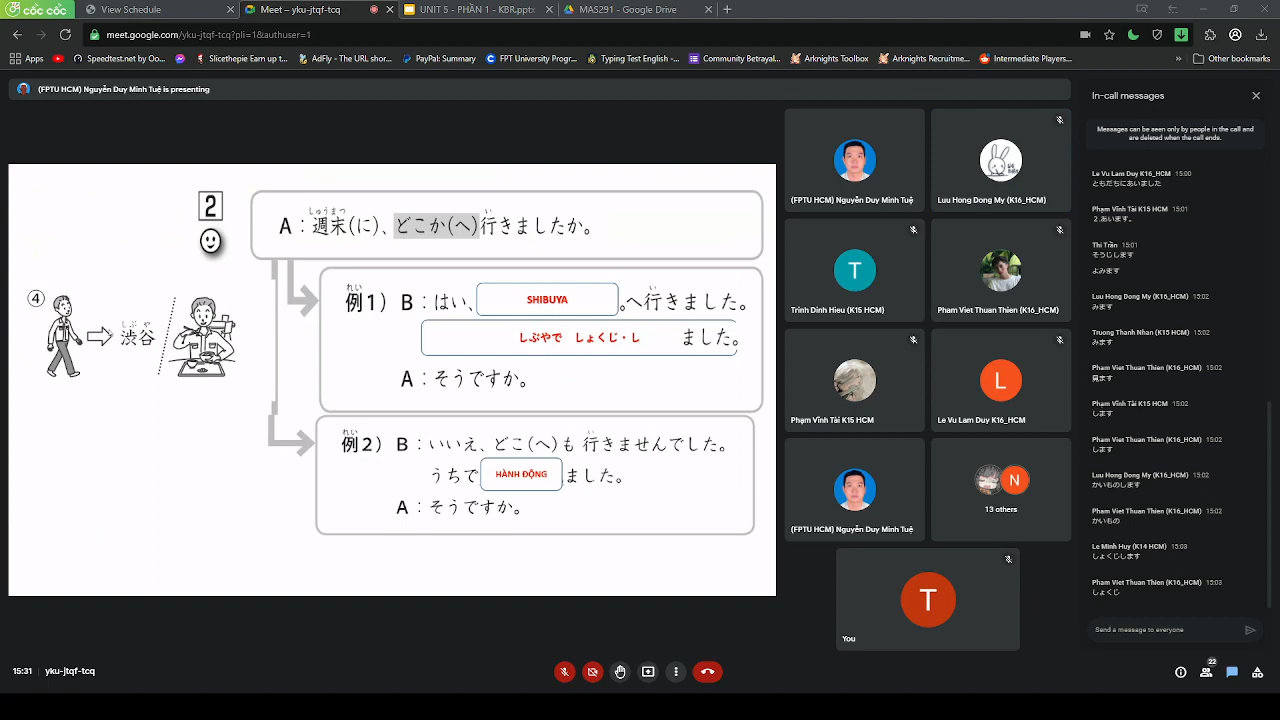 cốc cốc
View Schedule
Meet – yku-jtqf-tcq
UNIT 5 - PHẦN 1 - KBR.pptx
MAS291 - Google Drive
meet.google.com/yku-jtqf-tcq?pli=1&authuser=1
Apps
Speedtest.net by Oo...
Slicethepie Earn up t...
AdFly - The URL shor...
PayPal: Summary
FPT University Progr...
Typing Test English -...
Community Betrayal...
Arknights Toolbox
Arknights Recruitme...
Intermediate Players...
Other bookmarks
(FPTU HCM) Nguyễn Duy Minh Tuệ is presenting
2
しゅうまつ い
A：週末(に)、どこか(へ)行きましたか。
④
しぶ や
渋谷
れい い
例1）B：はい、 SHIBUYA 。へ行きました。
しぶやで しょくじ・し ました。
A：そうですか。
れい い
例2）B：いいえ、どこ(へ)も 行きませんでした。
うちで HÀNH ĐỘNG ました。
A：そうですか。
(FPTU HCM) Nguyễn Duy Minh Tuệ
Luu Hong Dong My (K16_HCM)
T
Trinh Dinh Hieu (K15 HCM)
Pham Viet Thuan Thien (K16_HCM)
Phạm Vĩnh Tài K15 HCM
L
Le Vu Lam Duy K16_HCM
(FPTU HCM) Nguyễn Duy Minh Tuệ
N
13 others
T
You
In-call messages
Messages can be seen only by people in the call and
are deleted when the call ends.
Le Vu Lam Duy K16_HCM 15:00
ともだちにあいました
Phạm Vĩnh Tài K15 HCM 15:01
２.あいます。
Thi Trần 15:01
そうじします
よみます
Luu Hong Dong My (K16_HCM) 15:02
みます
Truong Thanh Nhan (K15 HCM) 15:02
みます
Pham Viet Thuan Thien (K16_HCM) 15:02
見ます
Phạm Vĩnh Tài K15 HCM 15:02
します
Pham Viet Thuan Thien (K16_HCM) 15:02
します
Luu Hong Dong My (K16_HCM) 15:02
かいものします
Pham Viet Thuan Thien (K16_HCM) 15:02
かいもの
Le Minh Huy (K14 HCM) 15:03
しょくじします
Pham Viet Thuan Thien (K16_HCM) 15:03
しょくじ
Send a message to everyone
15:31
yku-jtqf-tcq
22